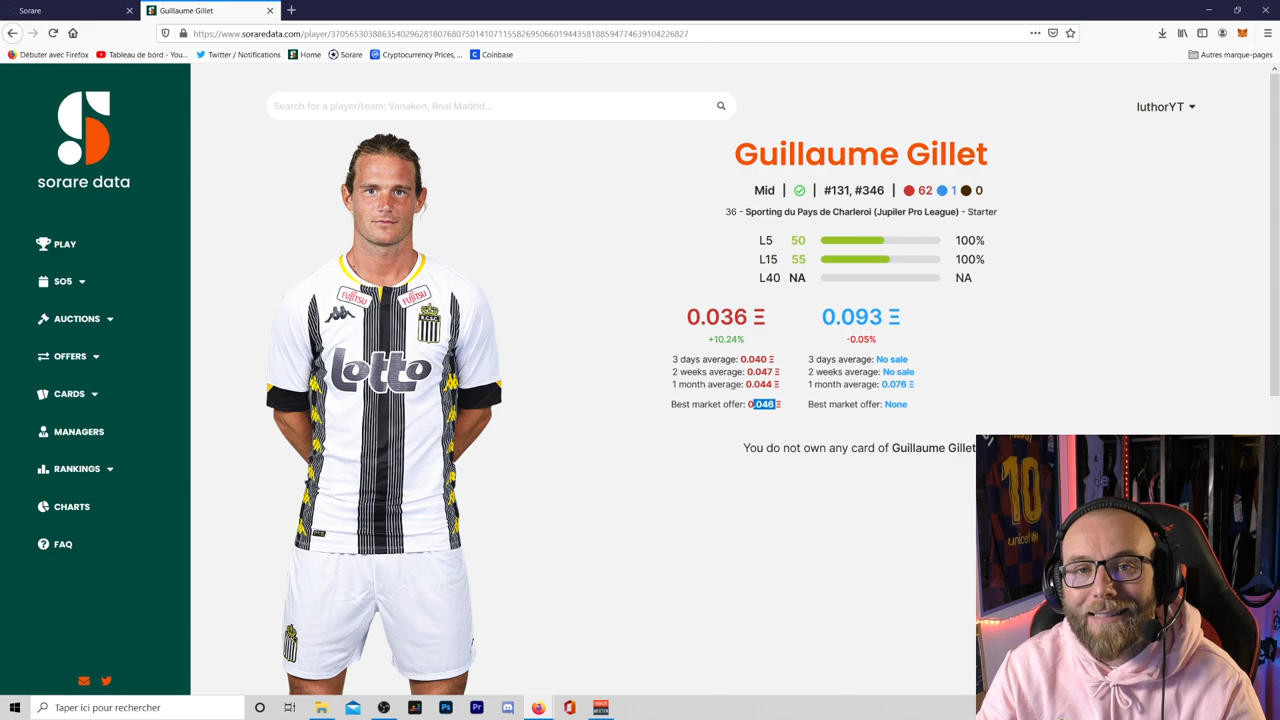 Sorare
Guillaume Gillet
https://www.soraredata.com/player/37056530388635402962818076807501410711558269506601944358188594774639104226827
Débuter avec Firefox
Tableau de bord - You...
Twitter / Notifications
Home
Sorare
Cryptocurrency Prices, ...
Coinbase
Autres marque-pages
sorare data
PLAY
SO5
AUCTIONS
OFFERS
CARDS
MANAGERS
RANKINGS
CHARTS
FAQ
Search for a player/team: Vanaken, Real Madrid...
luthorYT
Guillaume Gillet
Mid | | #131, #346 | 62 1 0
36 - Sporting du Pays de Charleroi (Jupiler Pro League) - Starter
L5 50 100%
L15 55 100%
L40 NA NA
0.036 Ξ 0.093 Ξ
+10.24% -0.05%
3 days average: 0.040 Ξ 3 days average: No sale
2 weeks average: 0.047 Ξ 2 weeks average: No sale
1 month average: 0.044 Ξ 1 month average: 0.076 Ξ
Best market offer: 0.046 Ξ Best market offer: None
You do not own any card of Guillaume Gillet
FUJITSU
FUJITSU
Kappa
lotto
10
unicef
Taper ici pour rechercher